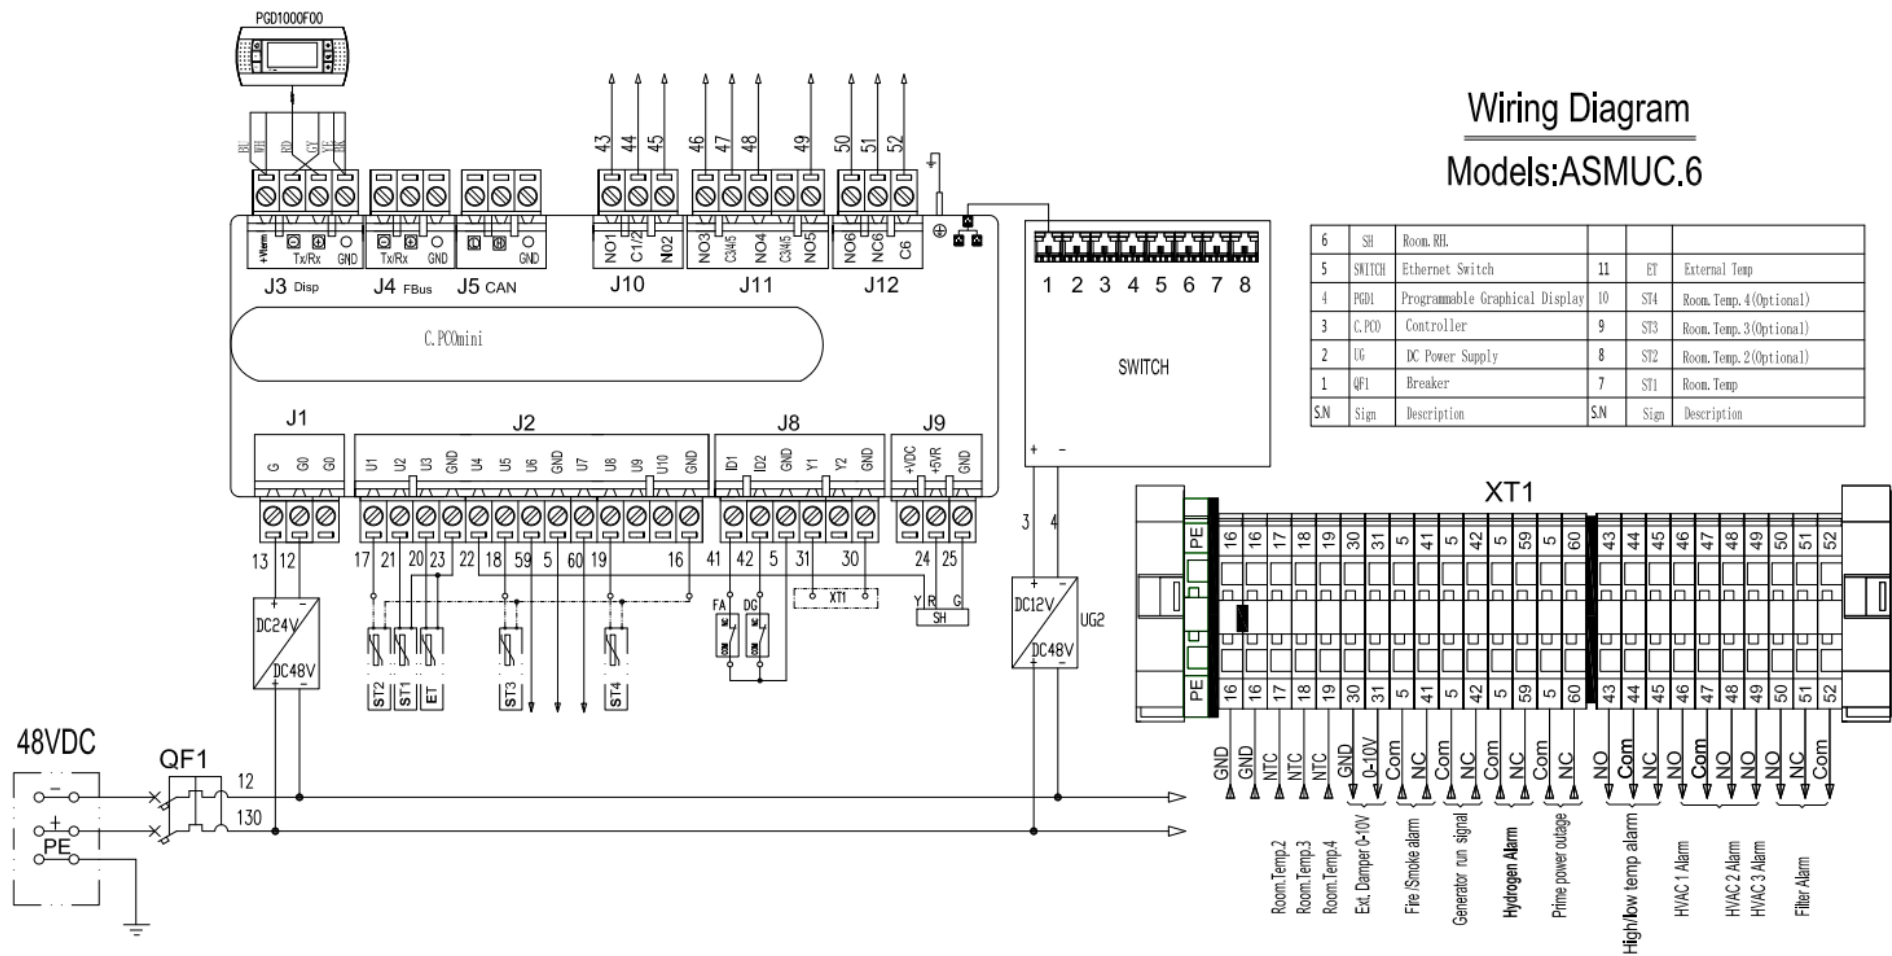 PGD1000F00
BU WH RD GY YE BK
43 44 45 46 47 48 49 50 51 52
+Vterm Tx/Rx GND
Tx/Rx GND
GND
NO1 C1/2 NO2
NO3 C3/4/5 NO4 C3/4/5 NO5
NO6 NC6 C6
J3 Disp
J4 FBus
J5 CAN
J10
J11
J12
C.PCOmini
J1
J2
J8
J9
G G0 G0
U1 U2 U3 GND U4 U5 U6 GND U7 U8 U9 U10 GND
ID1 ID2 GND Y1 Y2 GND
+VDC +5VR GND
13 12
17 21 20 23 22 18 59 5 60 19 16
41 42 5 31 30
24 25
DC24V
DC48V
ST2 ST1 ET ST3 ST4
FA DG
NC NC
COM COM
XT1
Y R G
SH
1 2 3 4 5 6 7 8
SWITCH
+ -
3 4
+ -
DC12V
DC48V
+ -
UG2
48VDC
-
+
PE
QF1
12
130
Wiring Diagram
Models:ASMUC.6
6 SH Room.RH.
5 SWITCH Ethernet Switch 11 ET External Temp
4 PGD1 Programmable Graphical Display 10 ST4 Room.Temp.4(Optional)
3 C.PCO Controller 9 ST3 Room.Temp.3(Optional)
2 UG DC Power Supply 8 ST2 Room.Temp.2(Optional)
1 QF1 Breaker 7 ST1 Room.Temp
S.N Sign Description S.N Sign Description
XT1
PE 16 16 17 18 19 30 31 5 41 5 42 5 59 5 60 43 44 45 46 47 48 49 50 51 52
PE 16 16 17 18 19 30 31 5 41 5 42 5 59 5 60 43 44 45 46 47 48 49 50 51 52
GND GND NTC NTC NTC GND 0-10V Com NC Com NC Com NC Com NC NO Com NC NO Com NO NO NO NC Com
Room.Temp.2
Room.Temp.3
Room.Temp.4
Ext. Damper 0-10V
Fire /Smoke alarm
Generator run signal
Hydrogen Alarm
Prime power outage
High/low temp alarm
HVAC 1 Alarm
HVAC 2 Alarm
HVAC 3 Alarm
Filter Alarm